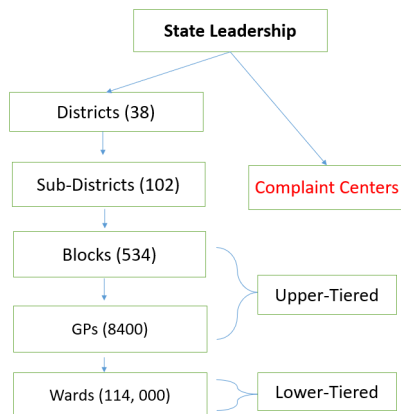 State Leadership
Districts (38)
Sub-Districts (102)
Complaint Centers
Blocks (534)
Upper-Tiered
GPs (8400)
Wards (114, 000)
Lower-Tiered